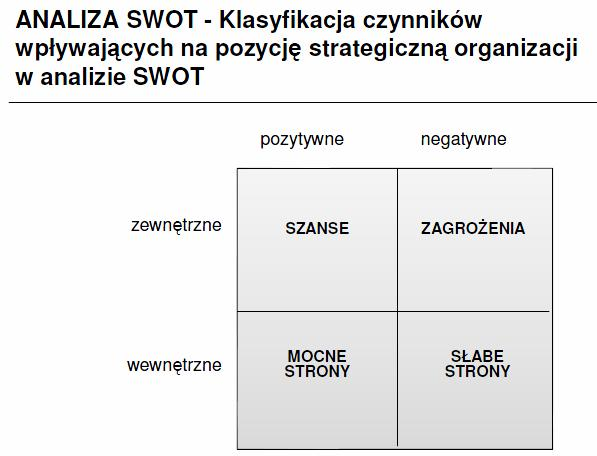 ANALIZA SWOT - Klasyfikacja czynników
wpływających na pozycję strategiczną organizacji
w analizie SWOT
pozytywne negatywne
zewnętrzne SZANSE ZAGROŻENIA
wewnętrzne
MOCNE STRONY
SŁABE STRONY